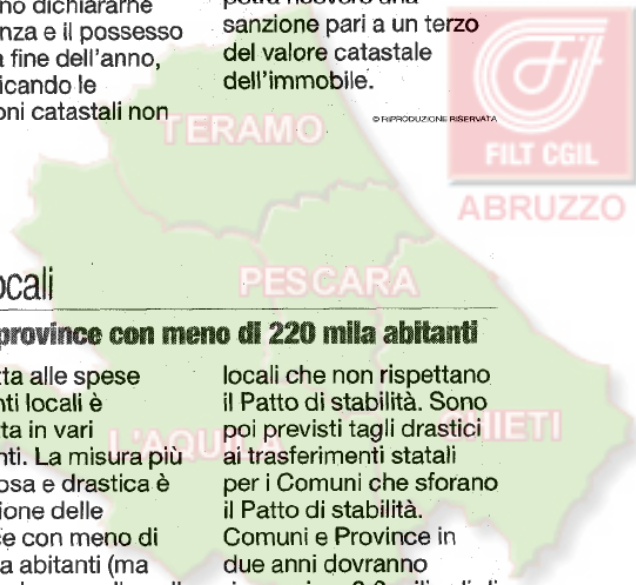 no dichiararne
nza e il possesso
a fine dell'anno,
icando le
oni catastali non
sanzione pari a un terzo
del valore catastale
dell'immobile.
© RIPRODUZIONE RISERVATA
FILT CGIL
ABRUZZO
TERAMO
PESCARA
L'AQUILA
CHIETI
ocali
province con meno di 220 mila abitanti
tta alle spese
nti locali è
ta in vari
nti. La misura più
osa e drastica è
ione delle
ce con meno di
a abitanti (ma
locali che non rispettano
il Patto di stabilità. Sono
poi previsti tagli drastici
ai trasferimenti statali
per i Comuni che sforano
il Patto di stabilità.
Comuni e Province in
due anni dovranno